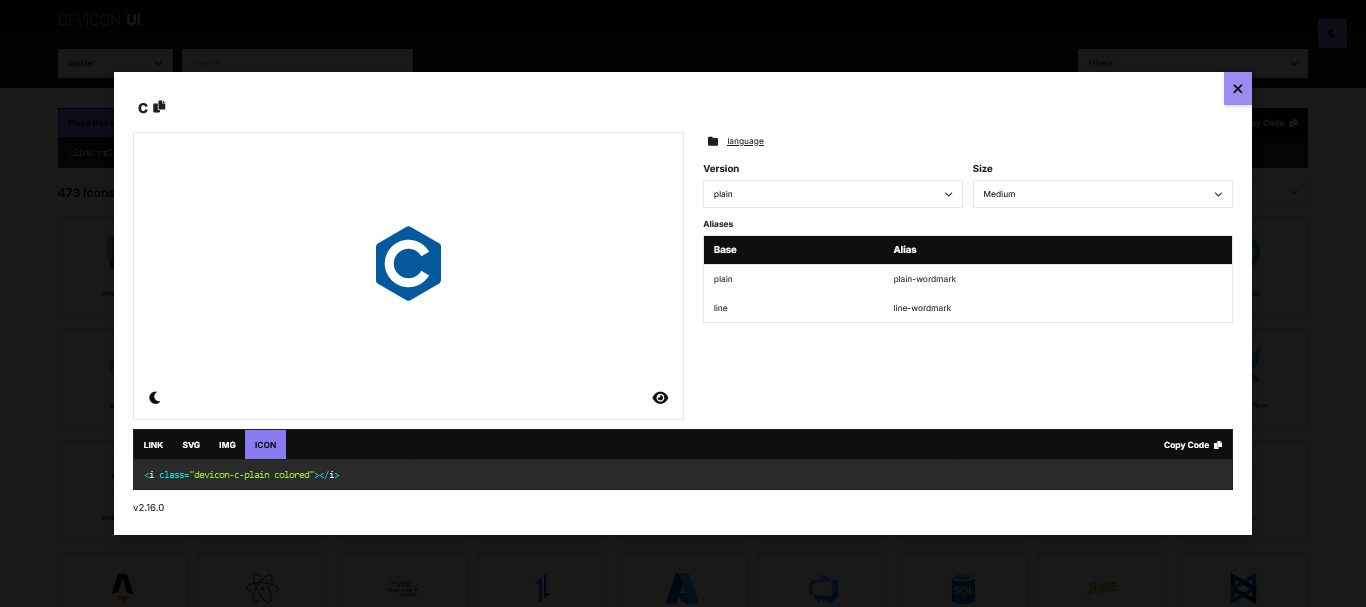 DEVICON UI
master
Search
Filters
C
Place this
Copy Code
link rel
473 Icons
language
Version
Size
plain
Medium
Aliases
Base Alias
plain plain-wordmark
line line-wordmark
C
LINK SVG IMG ICON Copy Code
<i class="devicon-c-plain colored"></i>
v2.16.0
SQL